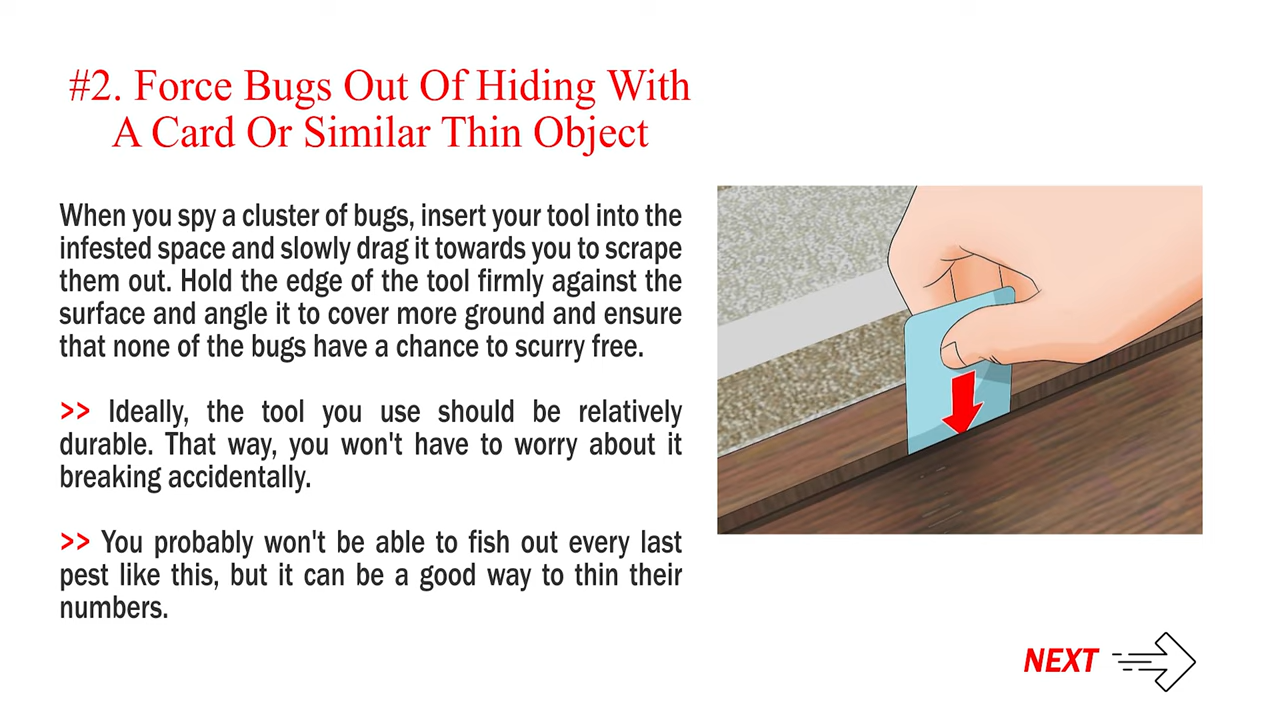 #2. Force Bugs Out Of Hiding With
A Card Or Similar Thin Object
When you spy a cluster of bugs, insert your tool into the
infested space and slowly drag it towards you to scrape
them out. Hold the edge of the tool firmly against the
surface and angle it to cover more ground and ensure
that none of the bugs have a chance to scurry free.
>> Ideally, the tool you use should be relatively
durable. That way, you won't have to worry about it
breaking accidentally.
>> You probably won't be able to fish out every last
pest like this, but it can be a good way to thin their
numbers.
NEXT